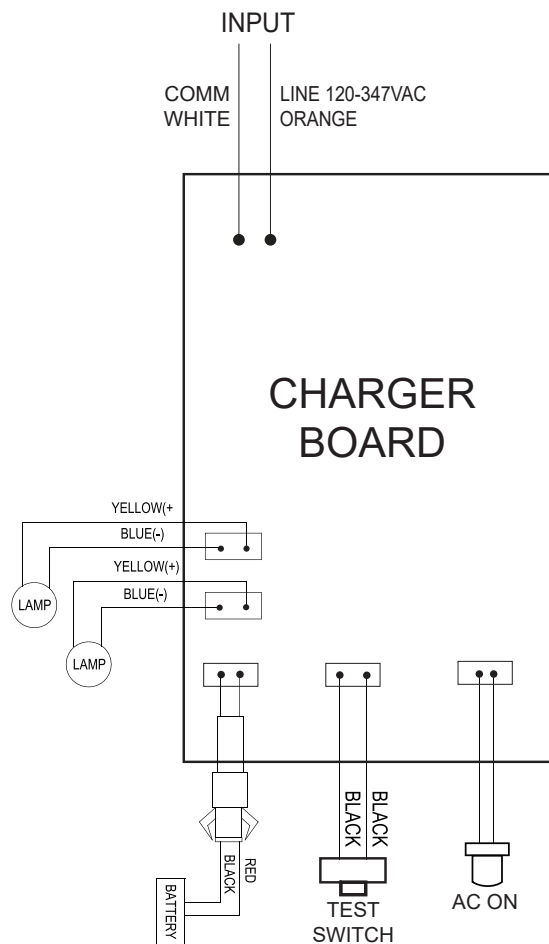 INPUT
COMM
WHITE
LINE 120-347VAC
ORANGE
CHARGER
BOARD
YELLOW(+
BLUE(-)
YELLOW(+)
BLUE(-)
LAMP
LAMP
BLACK
RED
BATTERY
BLACK
BLACK
TEST
SWITCH
AC ON